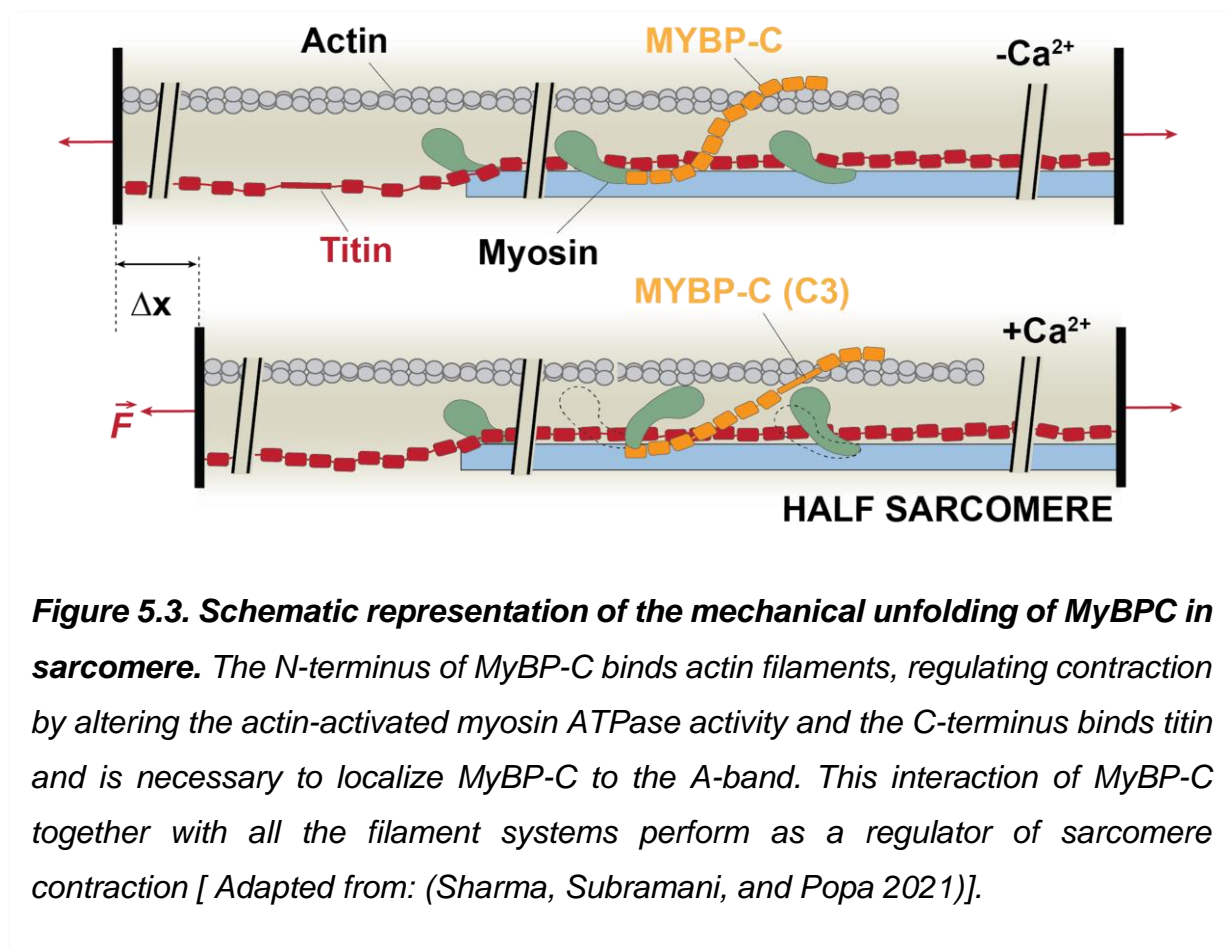 Actin
MYBP-C
-Ca²⁺
Titin
Myosin
Δx
MYBP-C (C3)
+Ca²⁺
F⃗
HALF SARCOMERE
Figure 5.3. Schematic representation of the mechanical unfolding of MyBPC in
sarcomere. The N-terminus of MyBP-C binds actin filaments, regulating contraction
by altering the actin-activated myosin ATPase activity and the C-terminus binds titin
and is necessary to localize MyBP-C to the A-band. This interaction of MyBP-C
together with all the filament systems perform as a regulator of sarcomere
contraction [ Adapted from: (Sharma, Subramani, and Popa 2021)].